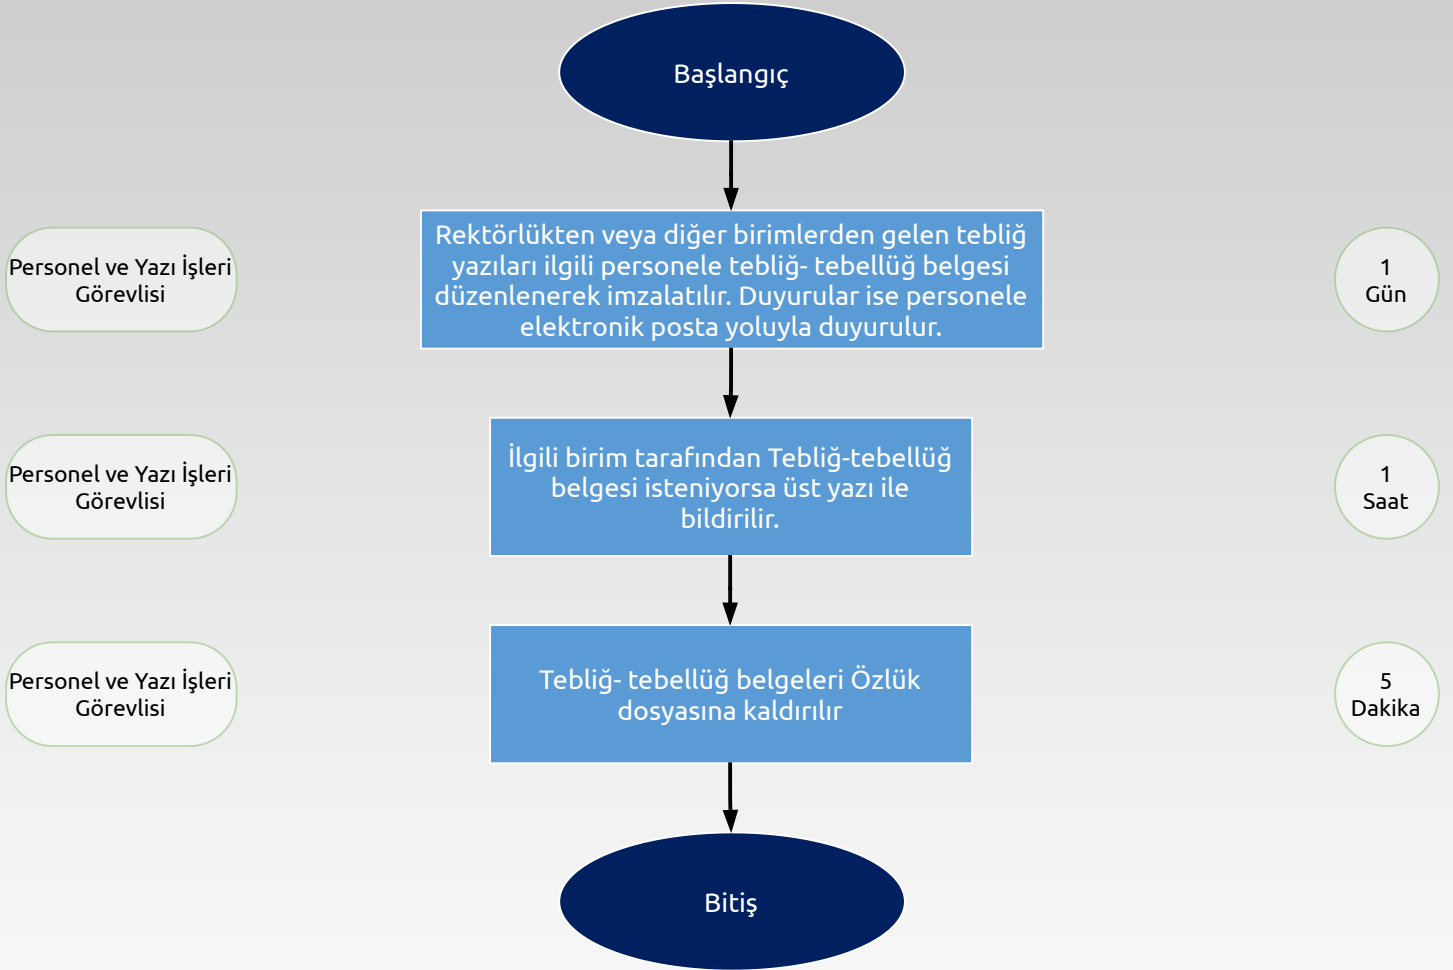 Başlangıç
Personel ve Yazı İşleri
Görevlisi
Rektörlükten veya diğer birimlerden gelen tebliğ
yazıları ilgili personele tebliğ- tebellüğ belgesi
düzenlenerek imzalatılır. Duyurular ise personele
elektronik posta yoluyla duyurulur.
1
Gün
Personel ve Yazı İşleri
Görevlisi
İlgili birim tarafından Tebliğ-tebellüğ
belgesi isteniyorsa üst yazı ile
bildirilir.
1
Saat
Personel ve Yazı İşleri
Görevlisi
Tebliğ- tebellüğ belgeleri Özlük
dosyasına kaldırılır
5
Dakika
Bitiş